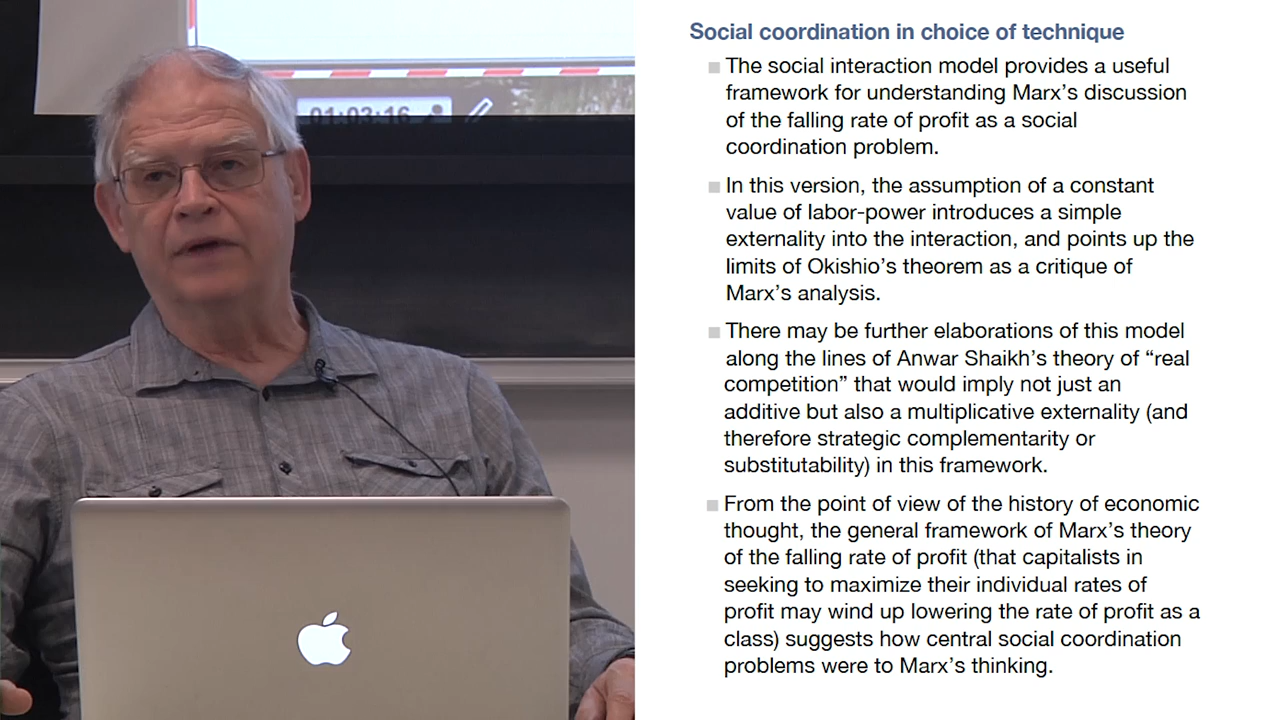 01:03:16
Social coordination in choice of technique
The social interaction model provides a useful
framework for understanding Marx’s discussion
of the falling rate of profit as a social
coordination problem.
In this version, the assumption of a constant
value of labor-power introduces a simple
externality into the interaction, and points up the
limits of Okishio’s theorem as a critique of
Marx’s analysis.
There may be further elaborations of this model
along the lines of Anwar Shaikh’s theory of “real
competition” that would imply not just an
additive but also a multiplicative externality (and
therefore strategic complementarity or
substitutability) in this framework.
From the point of view of the history of economic
thought, the general framework of Marx’s theory
of the falling rate of profit (that capitalists in
seeking to maximize their individual rates of
profit may wind up lowering the rate of profit as a
class) suggests how central social coordination
problems were to Marx’s thinking.